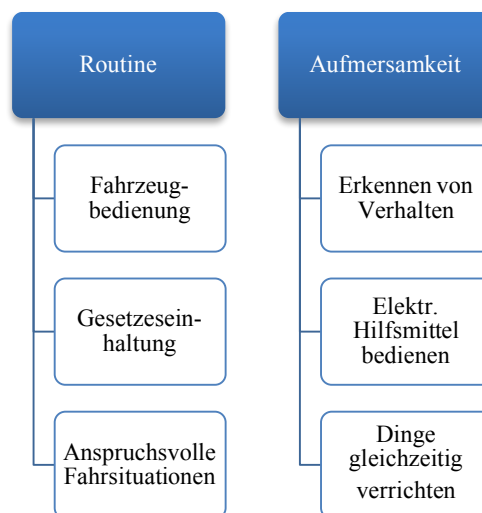 Routine
Fahrzeug-
bedienung
Gesetzesein-
haltung
Anspruchsvolle
Fahrsituationen
Aufmersamkeit
Erkennen von
Verhalten
Elektr.
Hilfsmittel
bedienen
Dinge
gleichzeitig
verrichten